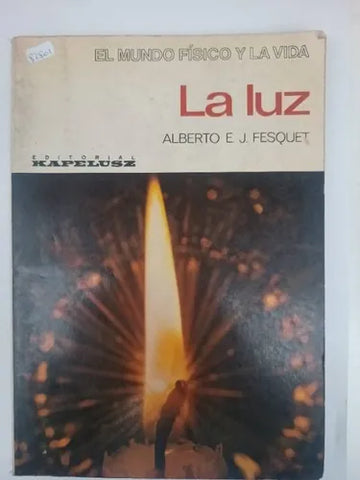 EL MUNDO FÍSICO Y LA VIDA
La luz
ALBERTO E. J. FESQUET
EDITORIAL
KAPELUSZ